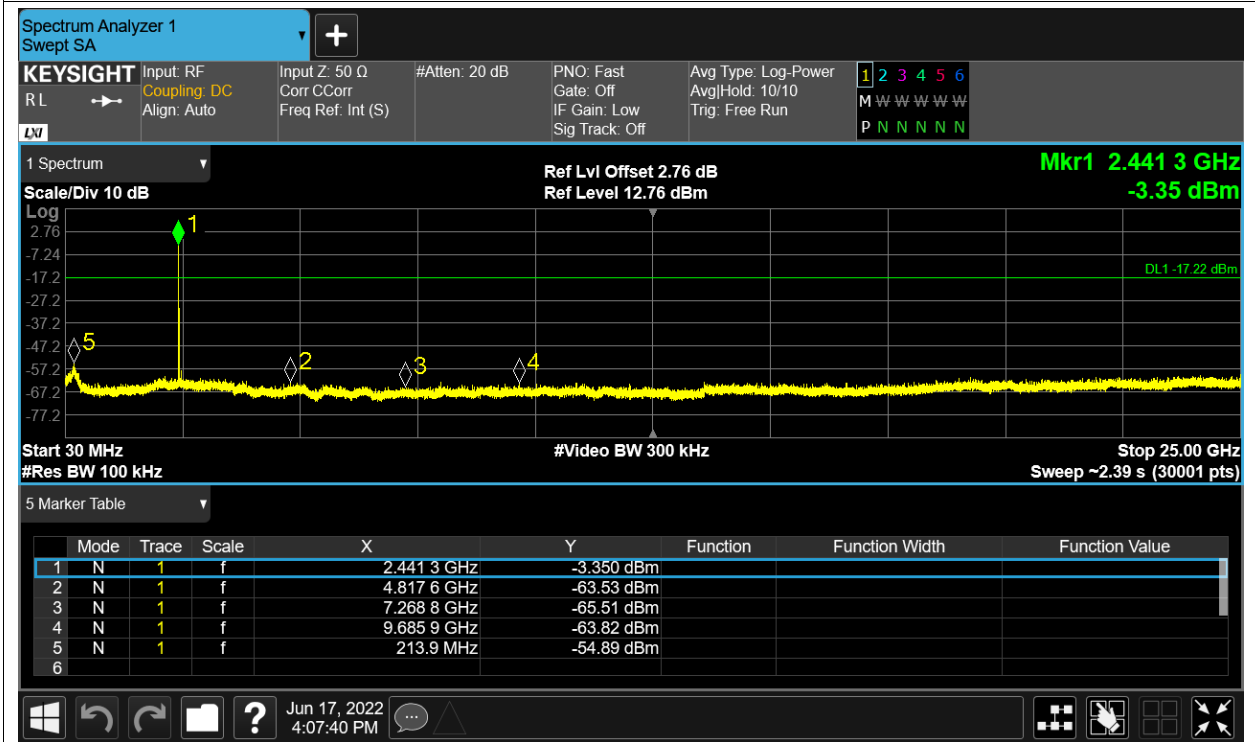 Spectrum Analyzer 1
Swept SA
+
KEYSIGHT Input: RF Input Z: 50 Ω #Atten: 20 dB PNO: Fast Avg Type: Log-Power 1 2 3 4 5 6
R L Coupling: DC Corr CCorr Gate: Off Avg|Hold: 10/10 M W W W W W
Align: Auto Freq Ref: Int (S) IF Gain: Low Trig: Free Run
LXI Sig Track: Off P N N N N N
1 Spectrum Ref Lvl Offset 2.76 dB Mkr1 2.441 3 GHz
Scale/Div 10 dB Ref Level 12.76 dBm -3.35 dBm
Log
1
2.76
-7.24
DL1 -17.22 dBm
-17.2
-27.2
-37.2
5
-47.2
2 3 4
-57.2
-67.2
-77.2
Start 30 MHz #Video BW 300 kHz Stop 25.00 GHz
#Res BW 100 kHz Sweep ~2.39 s (30001 pts)
5 Marker Table
Mode Trace Scale X Y Function Function Width Function Value
1 N 1 f 2.441 3 GHz -3.350 dBm
2 N 1 f 4.817 6 GHz -63.53 dBm
3 N 1 f 7.268 8 GHz -65.51 dBm
4 N 1 f 9.685 9 GHz -63.82 dBm
5 N 1 f 213.9 MHz -54.89 dBm
6
? Jun 17, 2022
4:07:40 PM